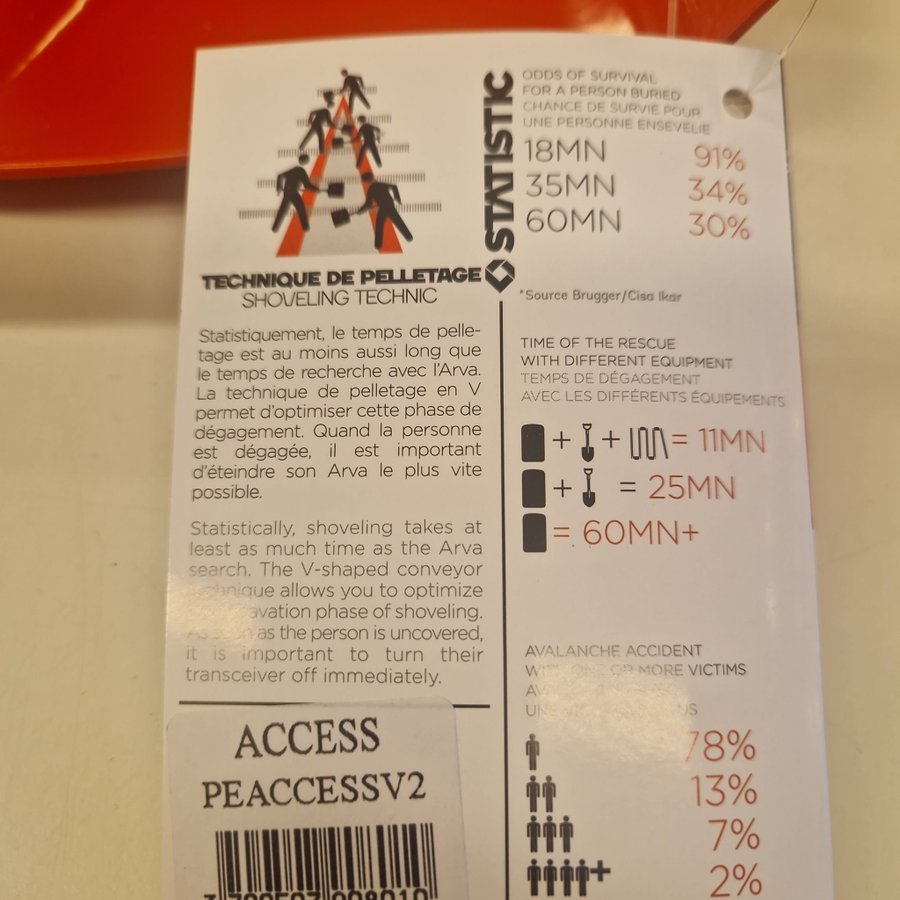 TECHNIQUE DE PELLETAGE
SHOVELING TECHNIC
Statistiquement, le temps de pelle-
tage est au moins aussi long que
le temps de recherche avec l'Arva.
La technique de pelletage en V
permet d'optimiser cette phase de
dégagement. Quand la personne
est dégagée, il est important
d'éteindre son Arva le plus vite
possible.
Statistically, shoveling takes at
least as much time as the Arva
search. The V-shaped conveyor
technique allows you to optimize
avation phase of shoveling.
As soon as the person is uncovered,
it is important to turn their
transceiver off immediately.
ACCESS
PEACCESSV2
STATISTIC
ODDS OF SURVIVAL
FOR A PERSON BURIED
CHANCE DE SURVIE POUR
UNE PERSONNE ENSEVELIE
18MN 91%
35MN 34%
60MN 30%
*Source Brugger/Cisa Ikar
TIME OF THE RESCUE
WITH DIFFERENT EQUIPMENT
TEMPS DE DÉGAGEMENT
AVEC LES DIFFÉRENTS ÉQUIPEMENTS
+ + = 11MN
+ = 25MN
= 60MN+
AVALANCHE ACCIDENT
WITH ONE OR MORE VICTIMS
78%
13%
7%
+ 2%